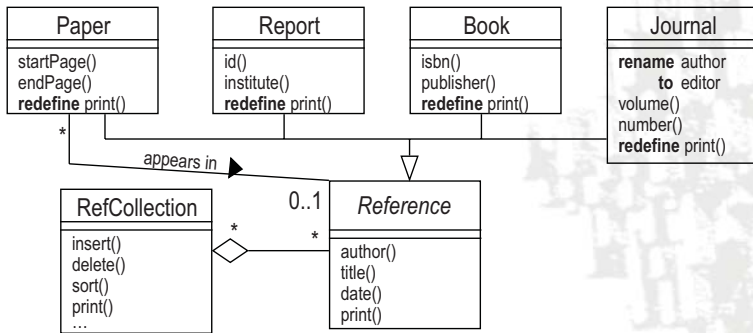 Paper
startPage()
endPage()
redefine print()
Report
id()
institute()
redefine print()
Book
isbn()
publisher()
redefine print()
Journal
rename author
to editor
volume()
number()
redefine print()
*
appears in
0..1
RefCollection
insert()
delete()
sort()
print()
...
*
*
Reference
author()
title()
date()
print()